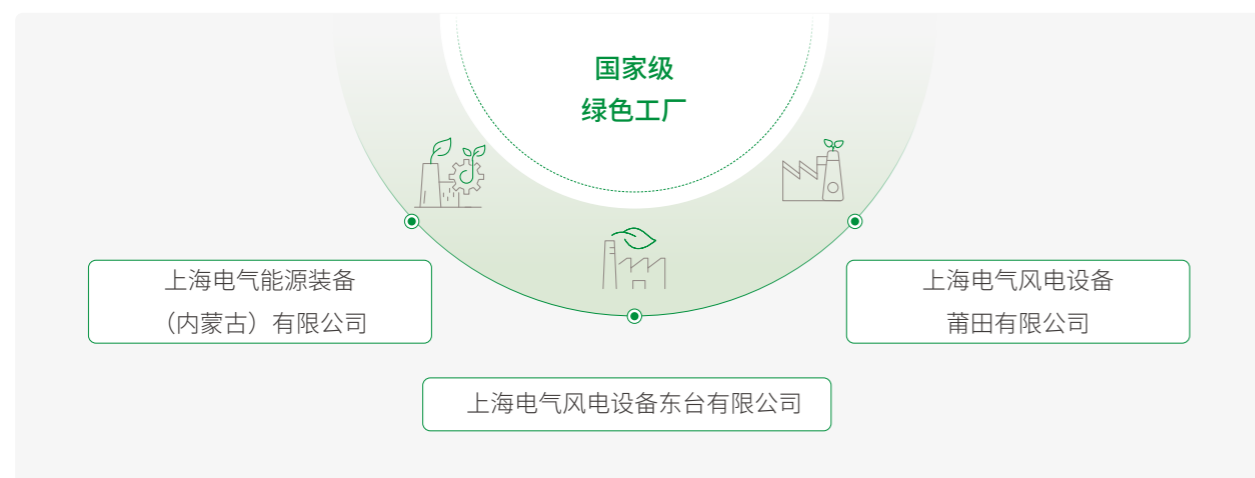 国家级
绿色工厂
上海电气能源装备
（内蒙古）有限公司
上海电气风电设备
莆田有限公司
上海电气风电设备东台有限公司